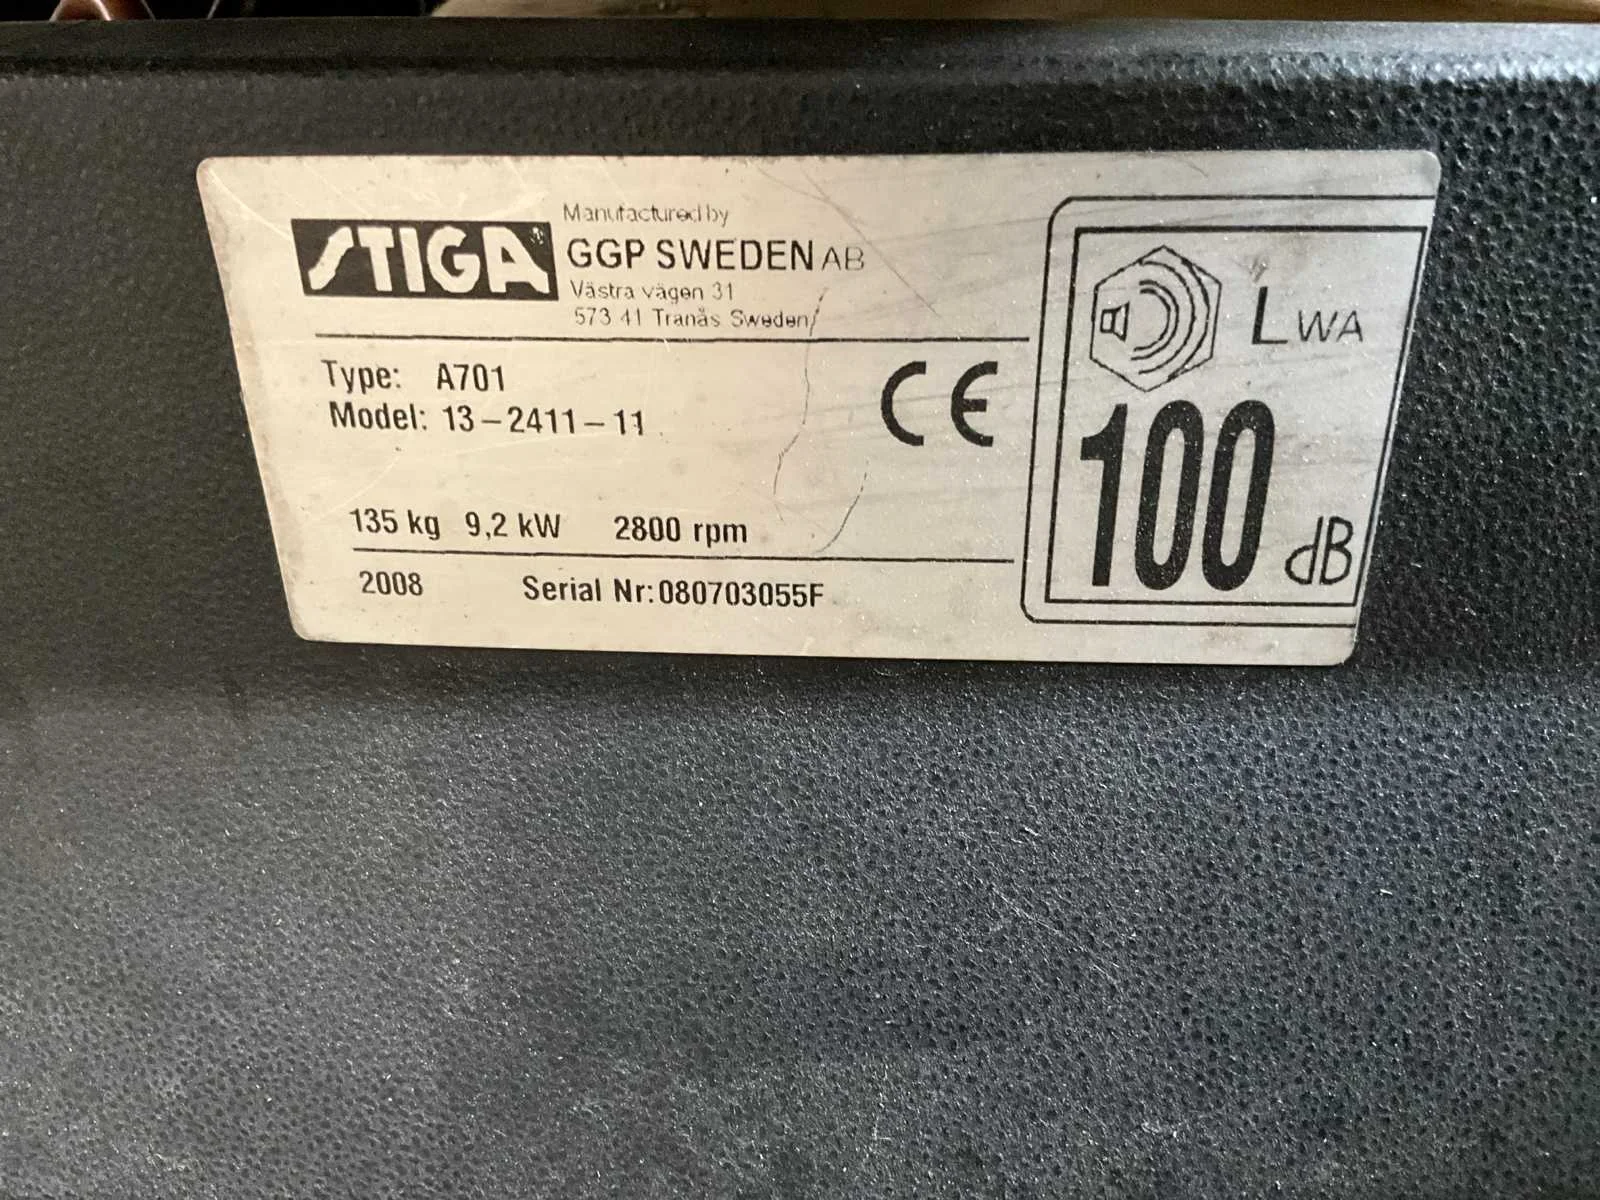 STIGA®
Manufactured by
GGP SWEDEN AB
Västra vägen 31
573 41 Tranås Sweden
Type: A701
Model: 13-2411-11
CE
135 kg 9,2 kW 2800 rpm
2008 Serial Nr:080703055F
LWA
100 dB